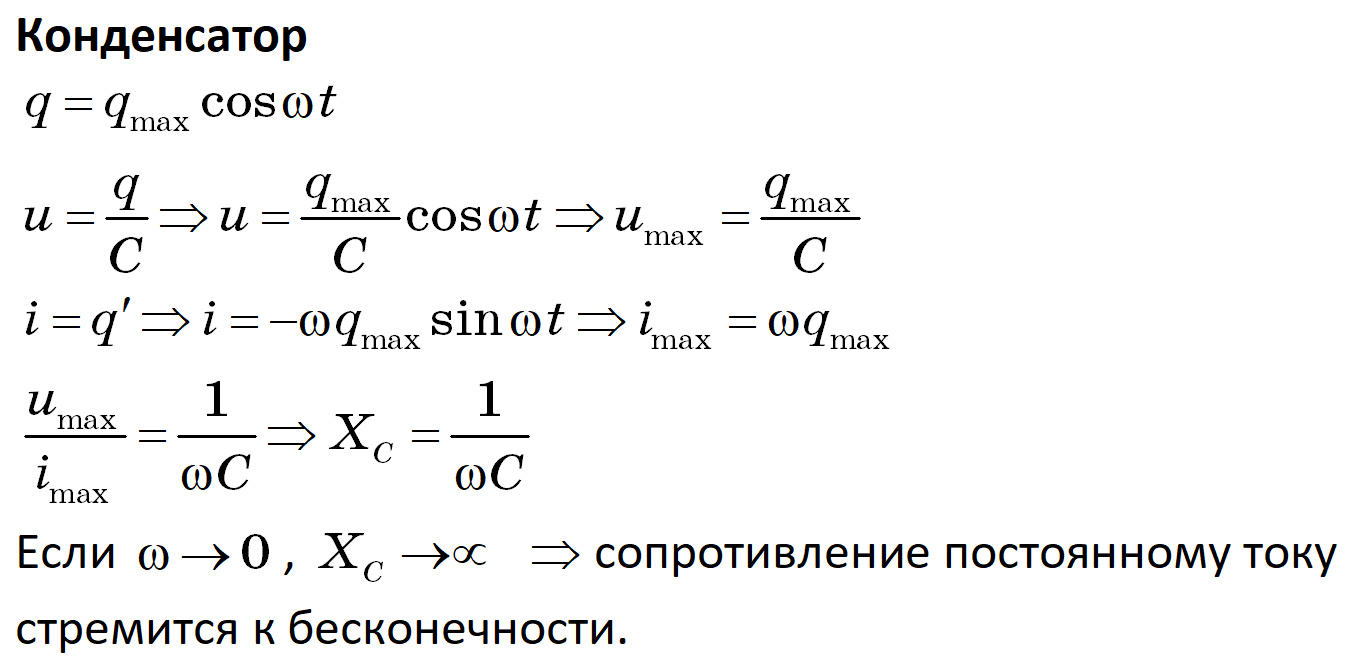 Конденсатор
q = q_max cos ωt
u = q/C ⇒ u = q_max/C cos ωt ⇒ u_max = q_max/C
i = q′ ⇒ i = −ωq_max sin ωt ⇒ i_max = ωq_max
u_max/i_max = 1/ωC ⇒ X_C = 1/ωC
Если ω → 0 , X_C → ∝ ⇒ сопротивление постоянному току
стремится к бесконечности.